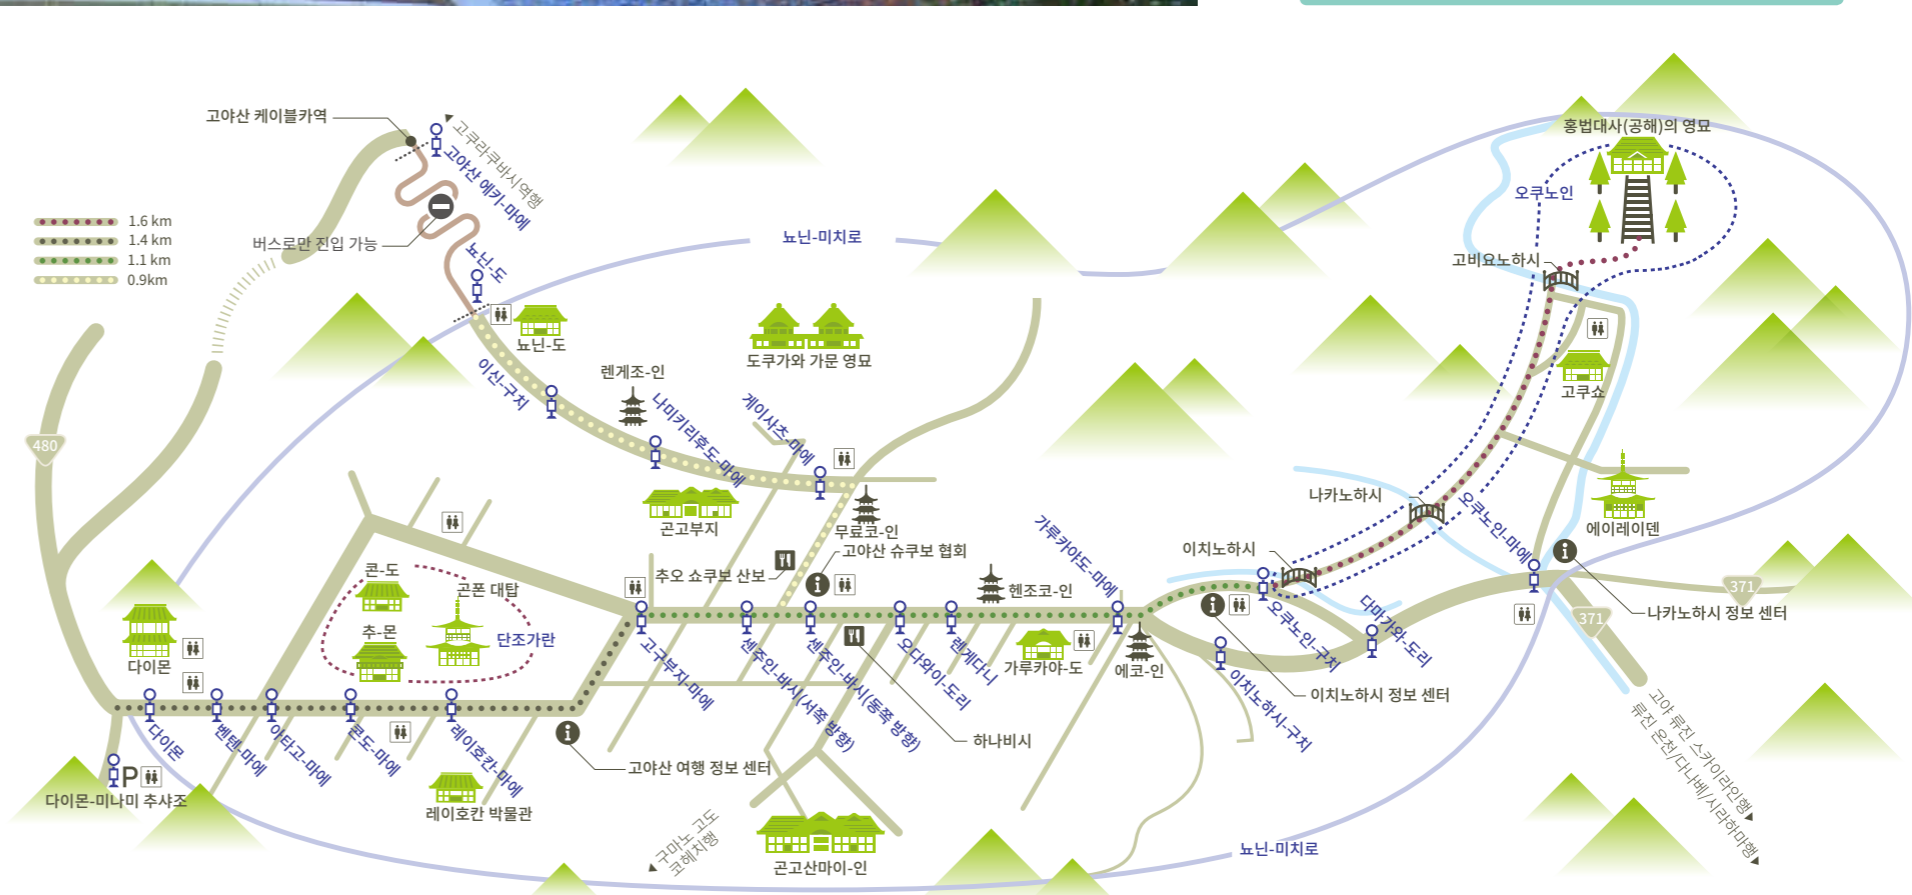 고야산 케이블카역
고쿠라쿠바시역행
고야산 에키-마에
버스로만 진입 가능
1.6 km
1.4 km
1.1 km
0.9km
뇨닌-도
뇨닌-도
뇨닌-미치로
도쿠가와 가문 영묘
이신-구치
렌게조-인
나미키리후도-마에
게이사츠-마에
곤고부지
무료코-인
고야산 슈쿠보 협회
추오 쇼쿠보 산보
480
콘-도
곤폰 대탑
추-몬
단조가란
다이몬
다이몬
벤텐-마에
아타고-마에
콘도-마에
레이호칸-마에
P
다이몬-미나미 추샤조
레이호칸 박물관
고야산 여행 정보 센터
고구부지-마에
센주인-바시(서쪽 방향)
센주인-바시(동쪽 방향)
오다와이-도리
렌게다니
하나비시
헨조코-인
가루카야-도
가루카야도-마에
에코-인
구마노 고도
코헤치행
곤고산마이-인
뇨닌-미치로
홍법대사(공해)의 영묘
오쿠노인
고비요노하시
고쿠쇼
나카노하시
오쿠노인-마에
에이레이덴
이치노하시
오쿠노인-구치
다마가와-도리
이치노하시-구치
이치노하시 정보 센터
나카노하시 정보 센터
371
371
고야 류진 스카이라인행
류진 온천/다나베/시라하마행